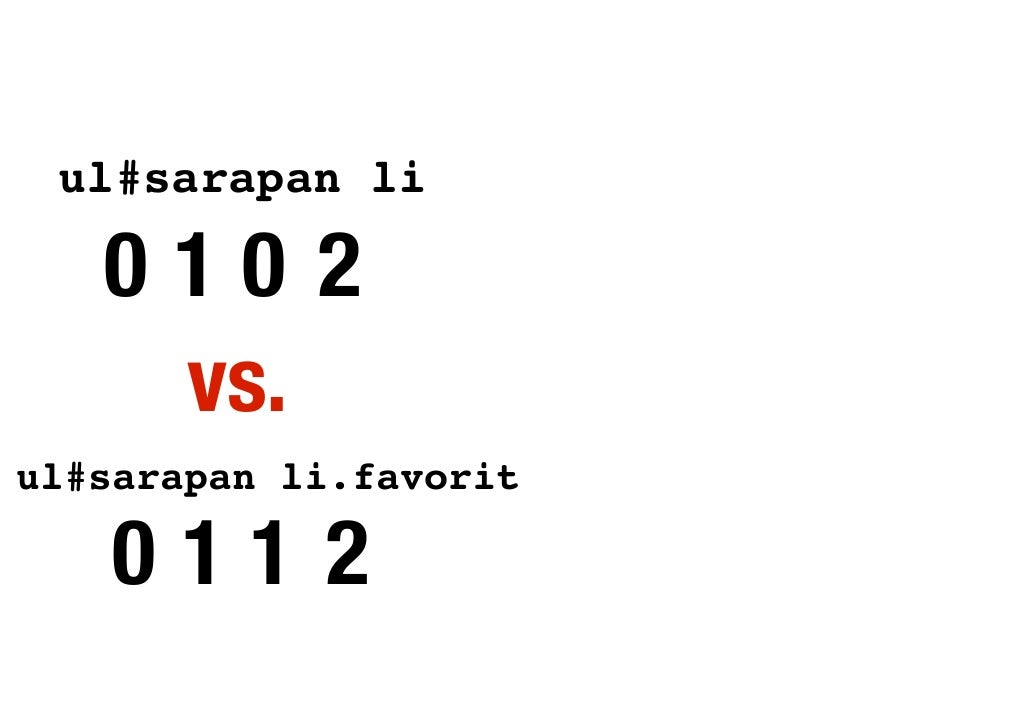 ul#sarapan li
0 1 0 2
vs.
ul#sarapan li.favorit
0 1 1 2